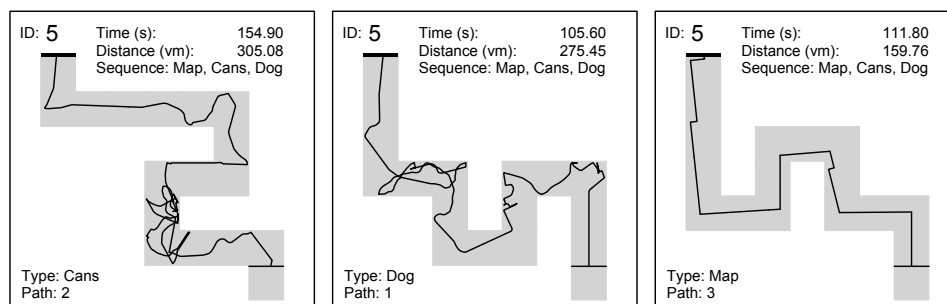 ID: 5 Time (s): 154.90
Distance (vm): 305.08
Sequence: Map, Cans, Dog
Type: Cans
Path: 2
ID: 5 Time (s): 105.60
Distance (vm): 275.45
Sequence: Map, Cans, Dog
Type: Dog
Path: 1
ID: 5 Time (s): 111.80
Distance (vm): 159.76
Sequence: Map, Cans, Dog
Type: Map
Path: 3